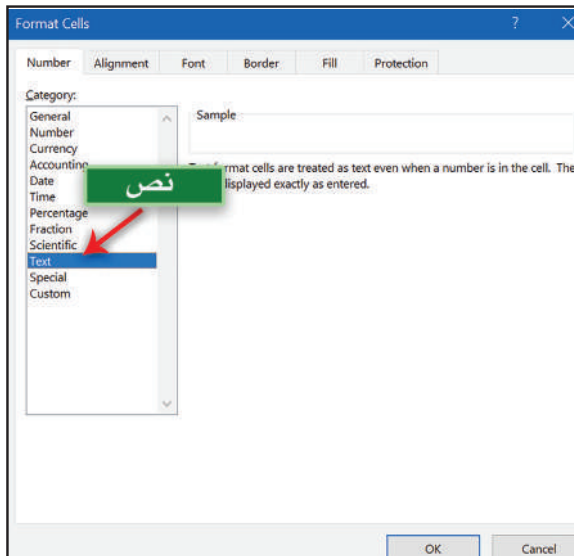 Format Cells ? ×
Number Alignment Font Border Fill Protection
Category:
General
Number
Currency
Accounting
Date
Time
Percentage
Fraction
Scientific
Text
Special
Custom
Sample
format cells are treated as text even when a number is in the cell. The
displayed exactly as entered.
نص
OK Cancel